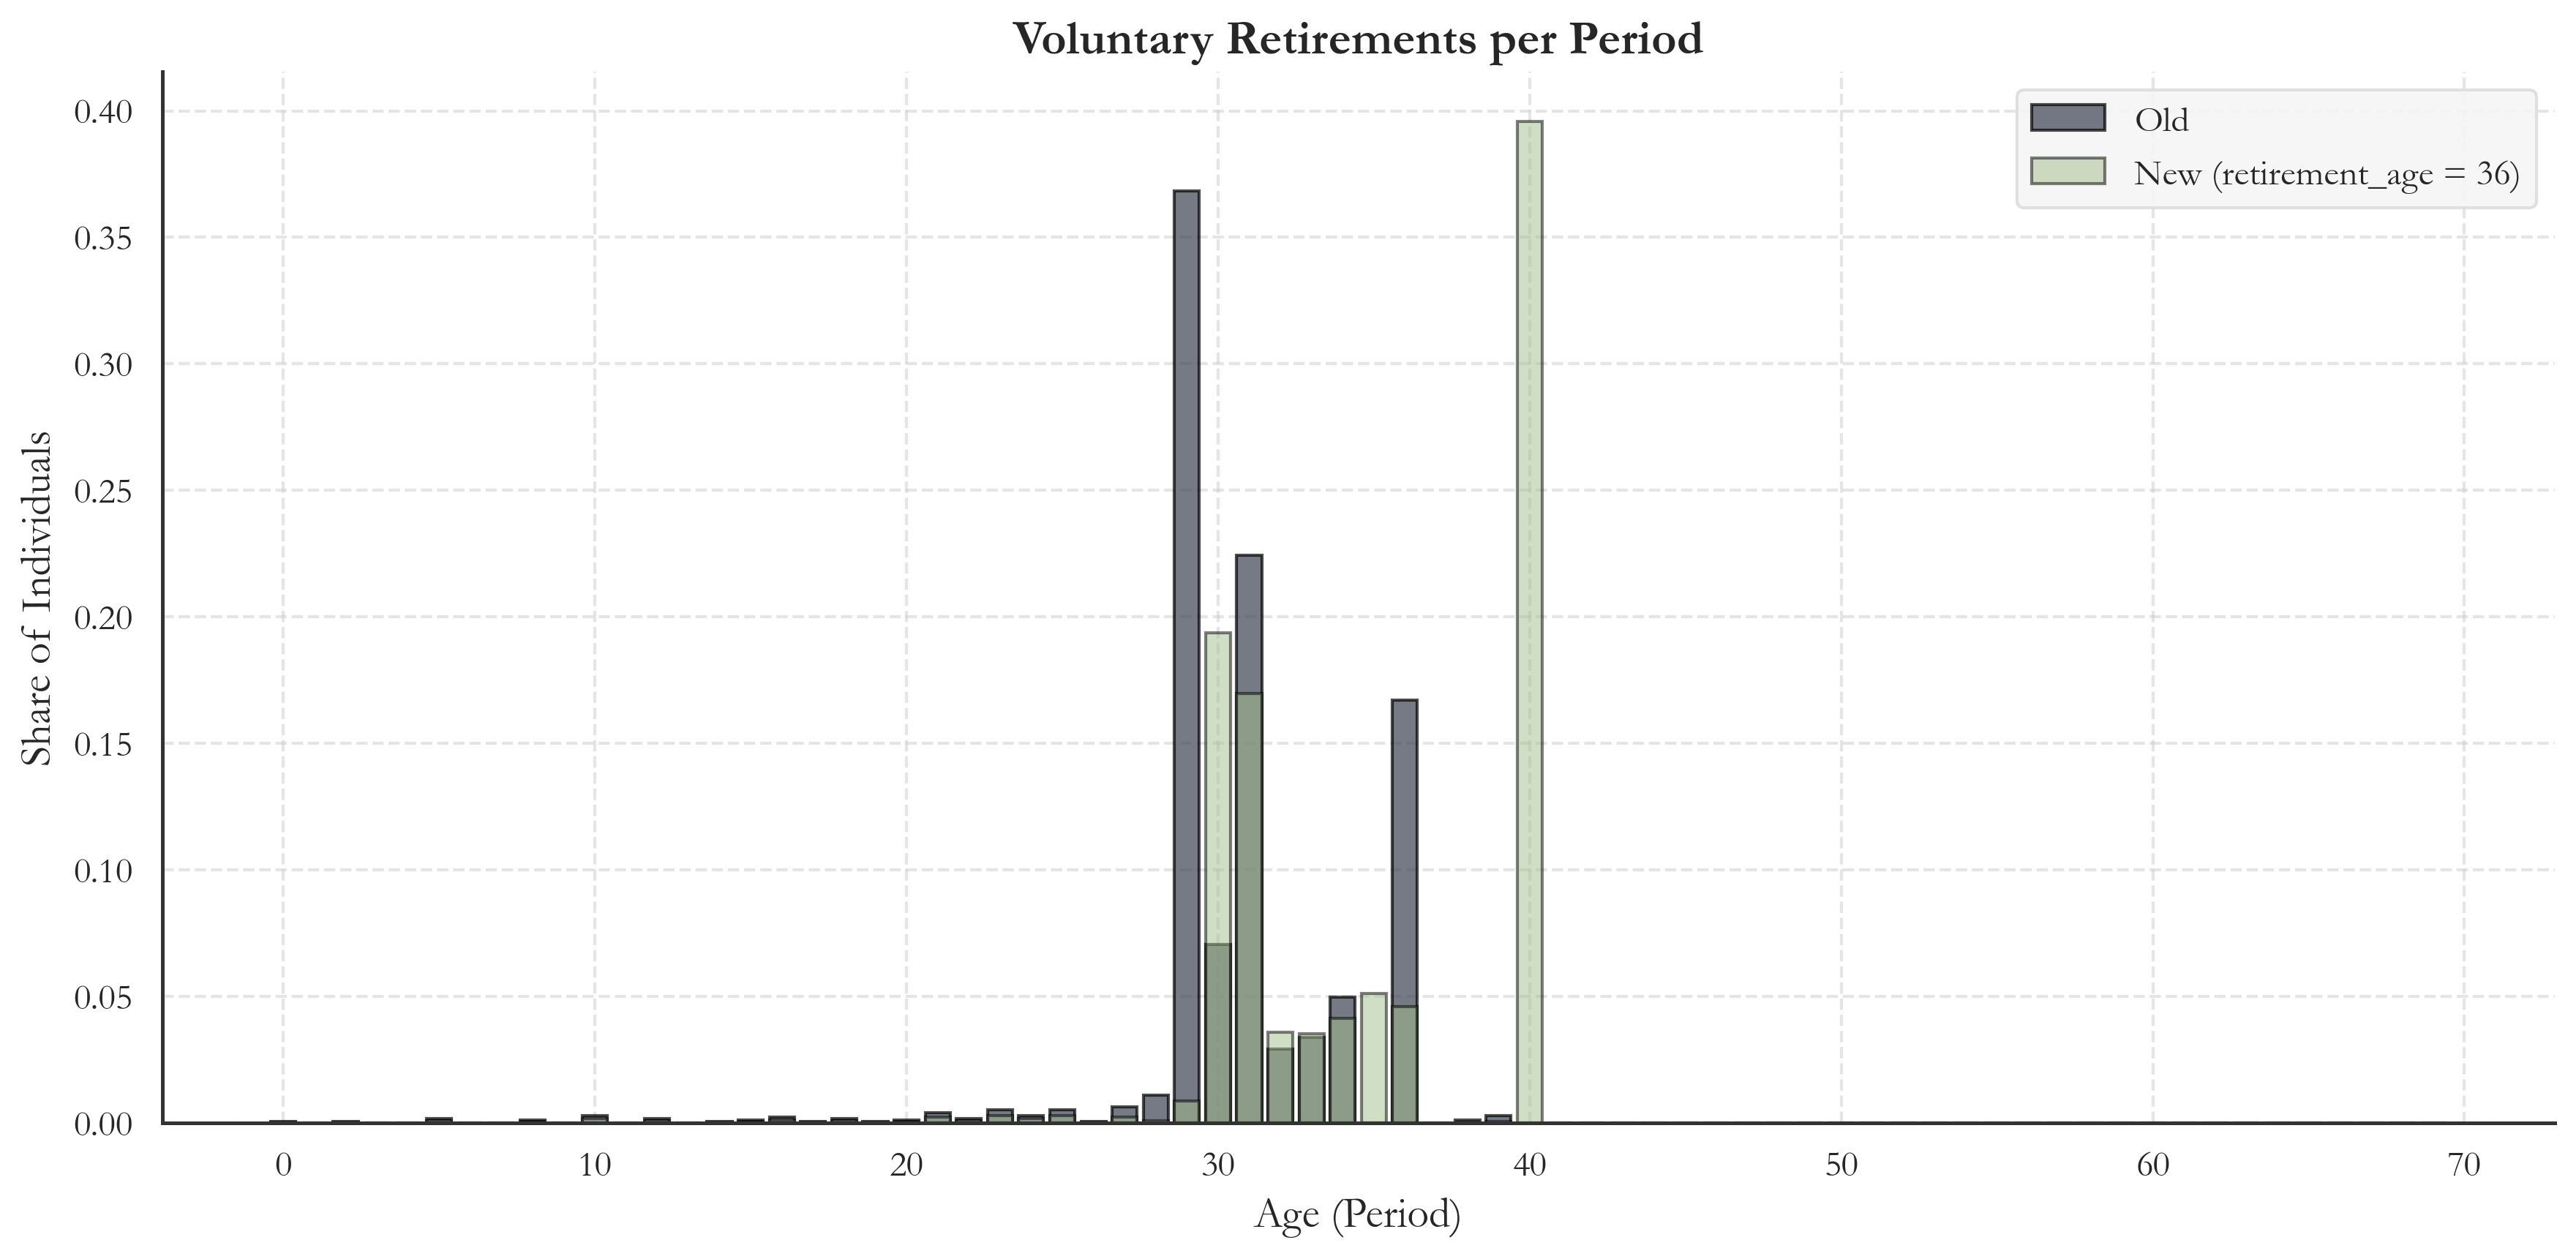 Voluntary Retirements per Period
Old
New (retirement_age = 36)
Share of Individuals
0.40
0.35
0.30
0.25
0.20
0.15
0.10
0.05
0.00
0 10 20 30 40 50 60 70
Age (Period)